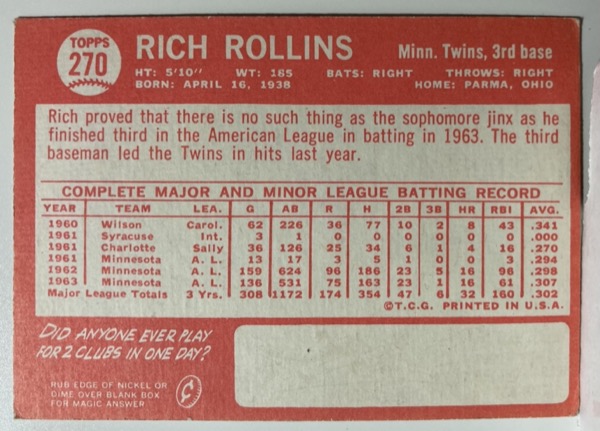 TOPPS
270
RICH ROLLINS
Minn. Twins, 3rd base
HT: 5'10" WT: 185 BATS: RIGHT THROWS: RIGHT
BORN: APRIL 16, 1938 HOME: PARMA, OHIO
Rich proved that there is no such thing as the sophomore jinx as he
finished third in the American League in batting in 1963. The third
baseman led the Twins in hits last year.
COMPLETE MAJOR AND MINOR LEAGUE BATTING RECORD
YEAR TEAM LEA. G AB R H 2B 3B HR RBI AVG.
1960 Wilson Carol. 62 226 36 77 10 2 8 43 .341
1961 Syracuse Int. 3 1 0 0 0 0 0 0 .000
1961 Charlotte Sally 36 126 25 34 6 1 4 16 .270
1961 Minnesota A. L. 13 17 3 5 1 0 0 3 .294
1962 Minnesota A. L. 159 624 96 186 23 5 16 96 .298
1963 Minnesota A. L. 136 531 75 163 23 1 16 61 .307
Major League Totals 3 Yrs. 308 1172 174 354 47 6 32 160 .302
©T.C.G. PRINTED IN U.S.A.
DID ANYONE EVER PLAY
FOR 2 CLUBS IN ONE DAY?
RUB EDGE OF NICKEL OR
DIME OVER BLANK BOX
FOR MAGIC ANSWER